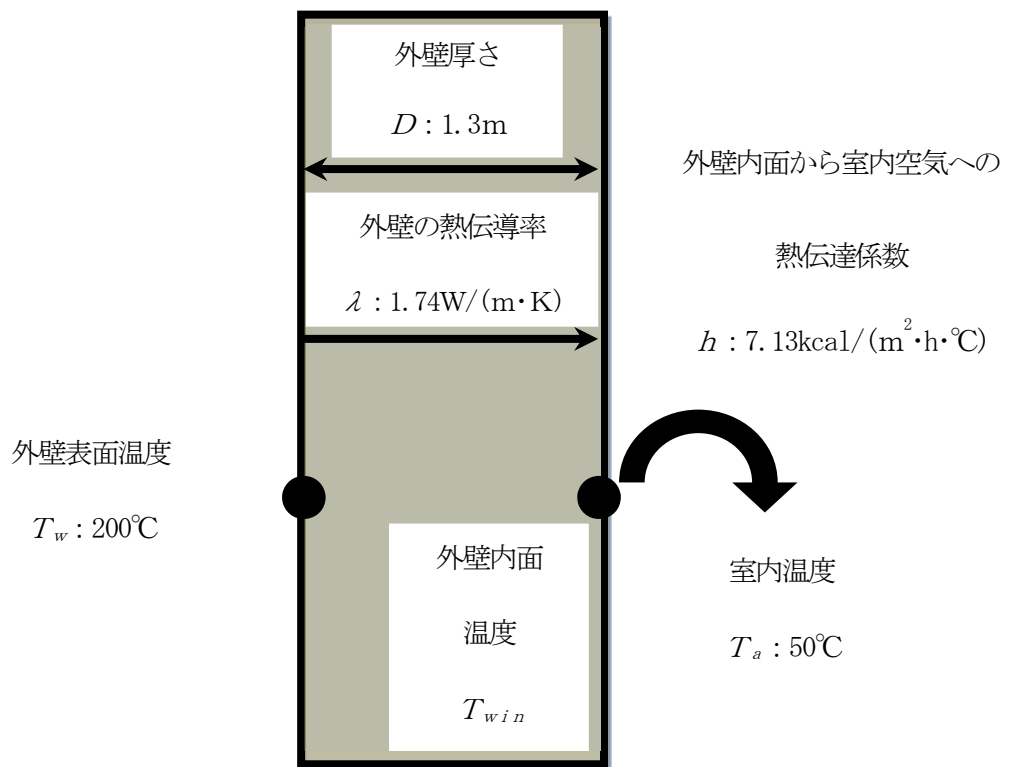 外壁厚さ
D：1.3m
外壁の熱伝導率
λ：1.74W/(m･K)
外壁内面から室内空気への
熱伝達係数
h：7.13kcal/(m²･h･℃)
外壁表面温度
Tw：200℃
外壁内面
温度
Twin
室内温度
Ta：50℃